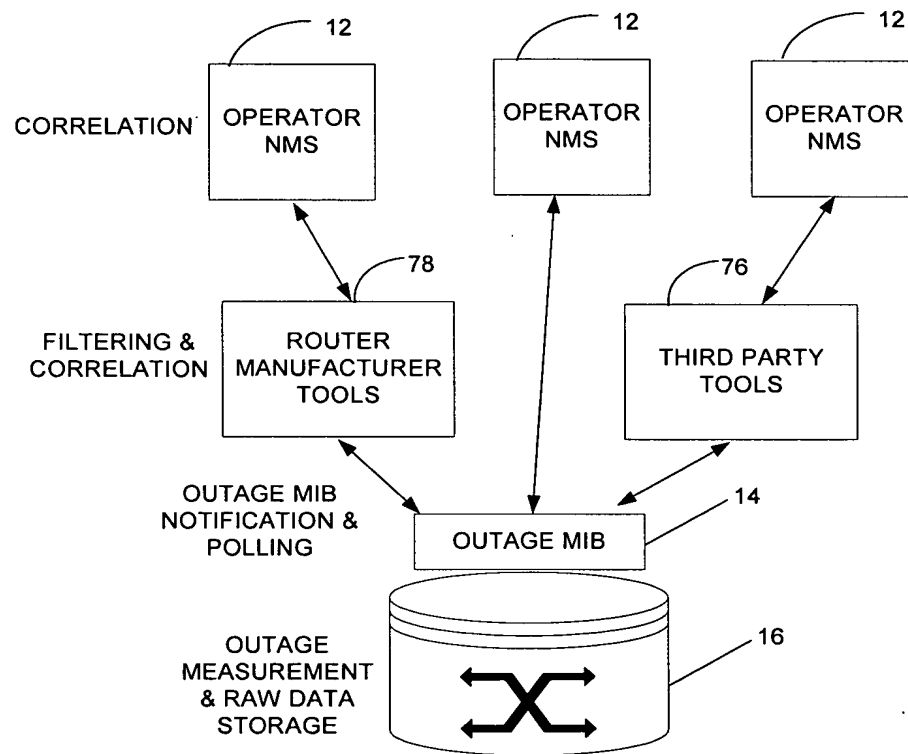 12
12
12
CORRELATION
OPERATOR
NMS
OPERATOR
NMS
OPERATOR
NMS
78
76
FILTERING &
CORRELATION
ROUTER
MANUFACTURER
TOOLS
THIRD PARTY
TOOLS
OUTAGE MIB
NOTIFICATION &
POLLING
OUTAGE MIB
14
OUTAGE
MEASUREMENT
& RAW DATA
STORAGE
16